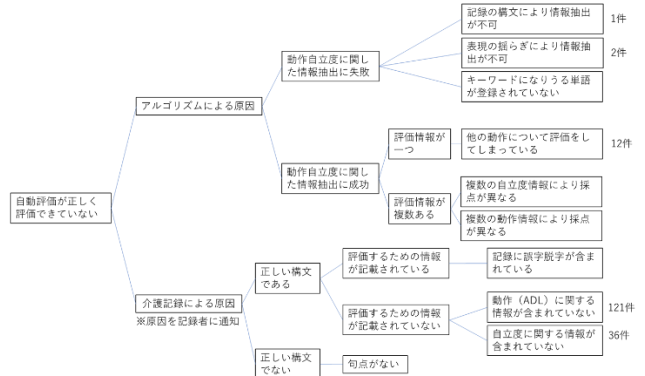 記録の構文により情報抽出
が不可
1件
動作自立度に関し
た情報抽出に失敗
表現の揺らぎにより情報抽
出が不可
2件
キーワードになりうる単語
が登録されていない
アルゴリズムによる原因
評価情報が
一つ
他の動作について評価をし
てしまっている
12件
動作自立度に関し
た情報抽出に成功
評価情報が
複数ある
複数の自立度情報により採
点が異なる
複数の動作情報により採点
が異なる
自動評価が正しく
評価できていない
正しい構文
である
評価するための情報
が記載されている
記録に誤字脱字が含ま
れている
介護記録による原因
※原因を記録者に通知
評価するための情報
が記載されていない
動作（ADL）に関する
情報が含まれていない
121件
自立度に関する情報が
含まれていない
36件
正しい構文
でない
句点がない